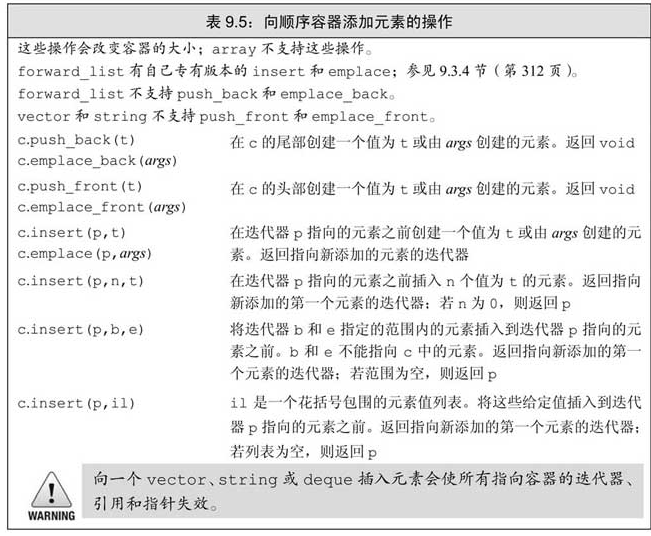 表 9.5：向顺序容器添加元素的操作
这些操作会改变容器的大小；array 不支持这些操作。
forward_list 有自己专有版本的 insert 和 emplace；参见 9.3.4 节（第 312 页）。
forward_list 不支持 push_back 和 emplace_back。
vector 和 string 不支持 push_front 和 emplace_front。
c.push_back(t) 在 c 的尾部创建一个值为 t 或由 args 创建的元素。返回 void
c.emplace_back(args)
c.push_front(t) 在 c 的头部创建一个值为 t 或由 args 创建的元素。返回 void
c.emplace_front(args)
c.insert(p,t) 在迭代器 p 指向的元素之前创建一个值为 t 或由 args 创建的元
c.emplace(p,args) 素。返回指向新添加的元素的迭代器
c.insert(p,n,t) 在迭代器 p 指向的元素之前插入 n 个值为 t 的元素。返回指向
新添加的第一个元素的迭代器；若 n 为 0，则返回 p
c.insert(p,b,e) 将迭代器 b 和 e 指定的范围内的元素插入到迭代器 p 指向的元
素之前。b 和 e 不能指向 c 中的元素。返回指向新添加的第一
个元素的迭代器；若范围为空，则返回 p
c.insert(p,il) il 是一个花括号包围的元素值列表。将这些给定值插入到迭代
器 p 指向的元素之前。返回指向新添加的第一个元素的迭代器；
若列表为空，则返回 p
向一个 vector、string 或 deque 插入元素会使所有指向容器的迭代器、
引用和指针失效。
WARNING